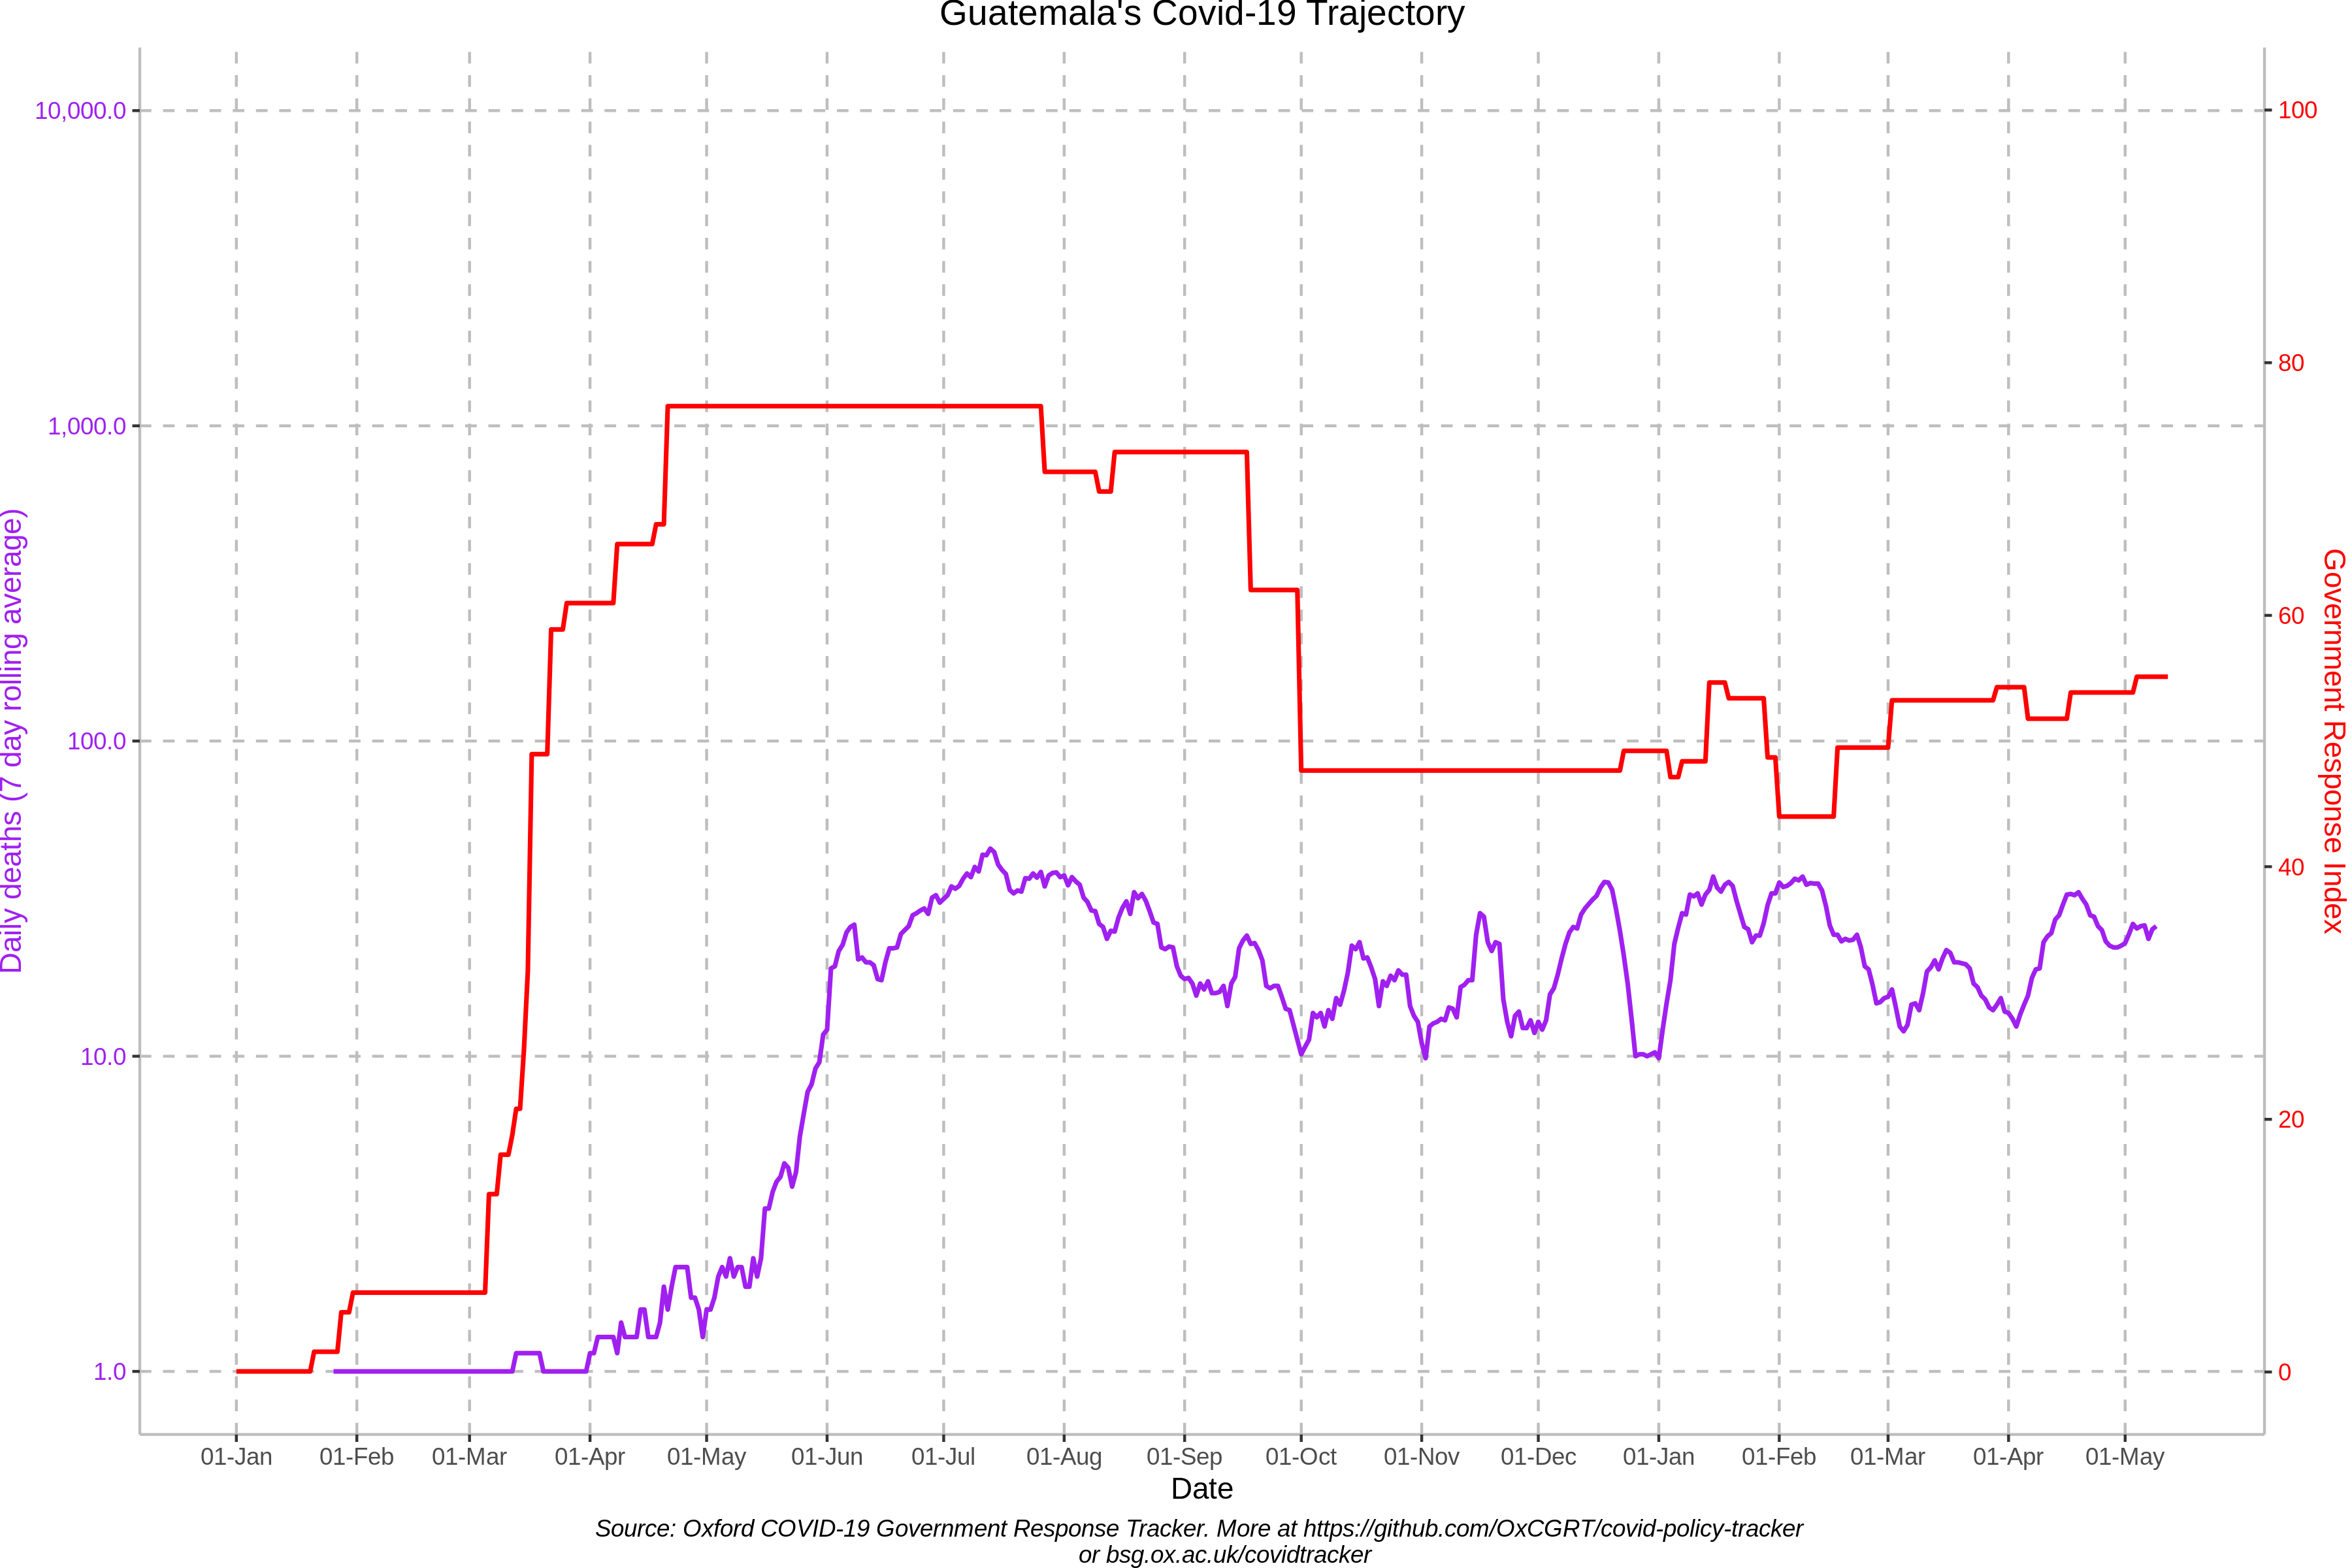 Guatemala's Covid-19 Trajectory
10,000.0
1,000.0
100.0
10.0
1.0
Daily deaths (7 day rolling average)
100
80
60
40
20
0
Government Response Index
01-Jan 01-Feb 01-Mar 01-Apr 01-May 01-Jun 01-Jul 01-Aug 01-Sep 01-Oct 01-Nov 01-Dec 01-Jan 01-Feb 01-Mar 01-Apr 01-May
Date
Source: Oxford COVID-19 Government Response Tracker. More at https://github.com/OxCGRT/covid-policy-tracker
or bsg.ox.ac.uk/covidtracker